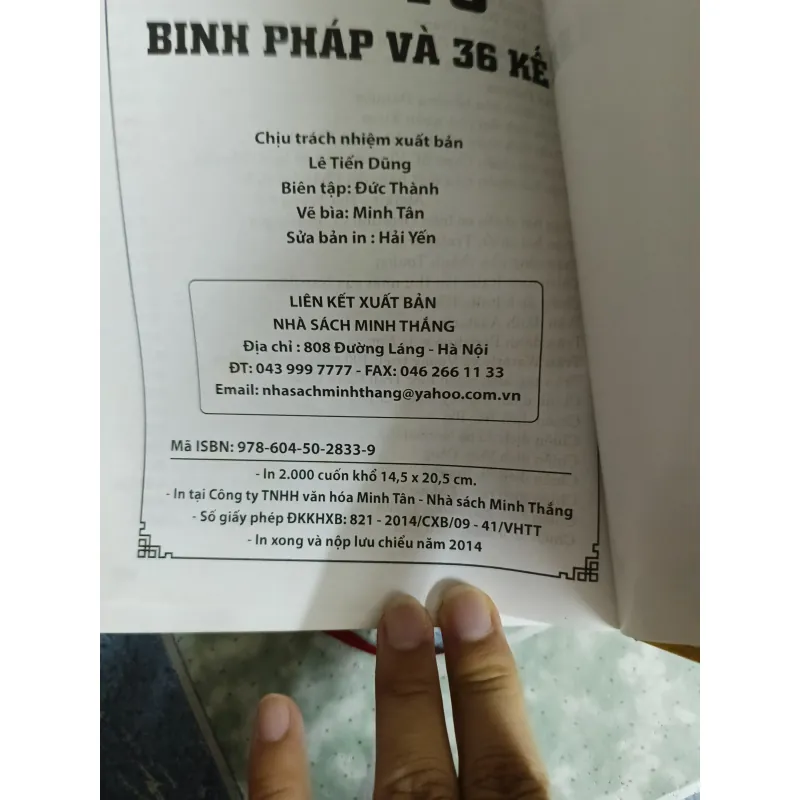 BINH PHÁP VÀ 36 KẾ
Chịu trách nhiệm xuất bản
Lê Tiến Dũng
Biên tập: Đức Thành
Vẽ bìa: Minh Tân
Sửa bản in : Hải Yến
LIÊN KẾT XUẤT BẢN
NHÀ SÁCH MINH THẮNG
Địa chỉ : 808 Đường Láng - Hà Nội
ĐT: 043 999 7777 - FAX: 046 266 11 33
Email: nhasachminhthang@yahoo.com.vn
Mã ISBN: 978-604-50-2833-9
- In 2.000 cuốn khổ 14,5 x 20,5 cm.
- In tại Công ty TNHH văn hóa Minh Tân - Nhà sách Minh Thắng
- Số giấy phép ĐKKHXB: 821 - 2014/CXB/09 - 41/VHTT
- In xong và nộp lưu chiểu năm 2014